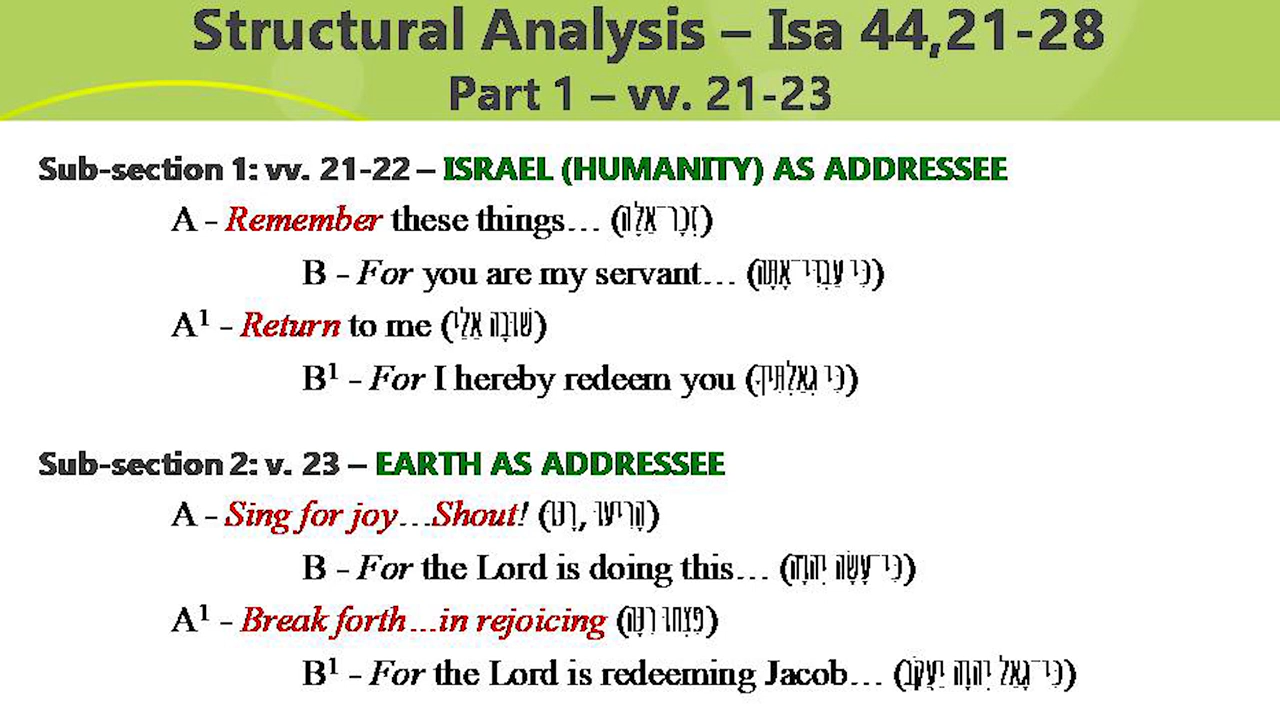 Structural Analysis – Isa 44,21-28
Part 1 – vv. 21-23
Sub-section 1: vv. 21-22 – ISRAEL (HUMANITY) AS ADDRESSEE
A – Remember these things… (זְכָר־אֵלֶּה)
B – For you are my servant… (כִּי עַבְדִּי־אָתָּה)
A¹ – Return to me (שׁוּבָה אֵלַי)
B¹ – For I hereby redeem you (כִּי גְאַלְתִּיךָ)
Sub-section 2: v. 23 – EARTH AS ADDRESSEE
A – Sing for joy…Shout! (רָנּוּ, הָרִיעוּ)
B – For the Lord is doing this… (כִּי־עָשָׂה יְהוָה)
A¹ – Break forth…in rejoicing (פִּצְחוּ רִנָּה)
B¹ – For the Lord is redeeming Jacob… (כִּי־גָאַל יְהוָה יַעֲקֹב)